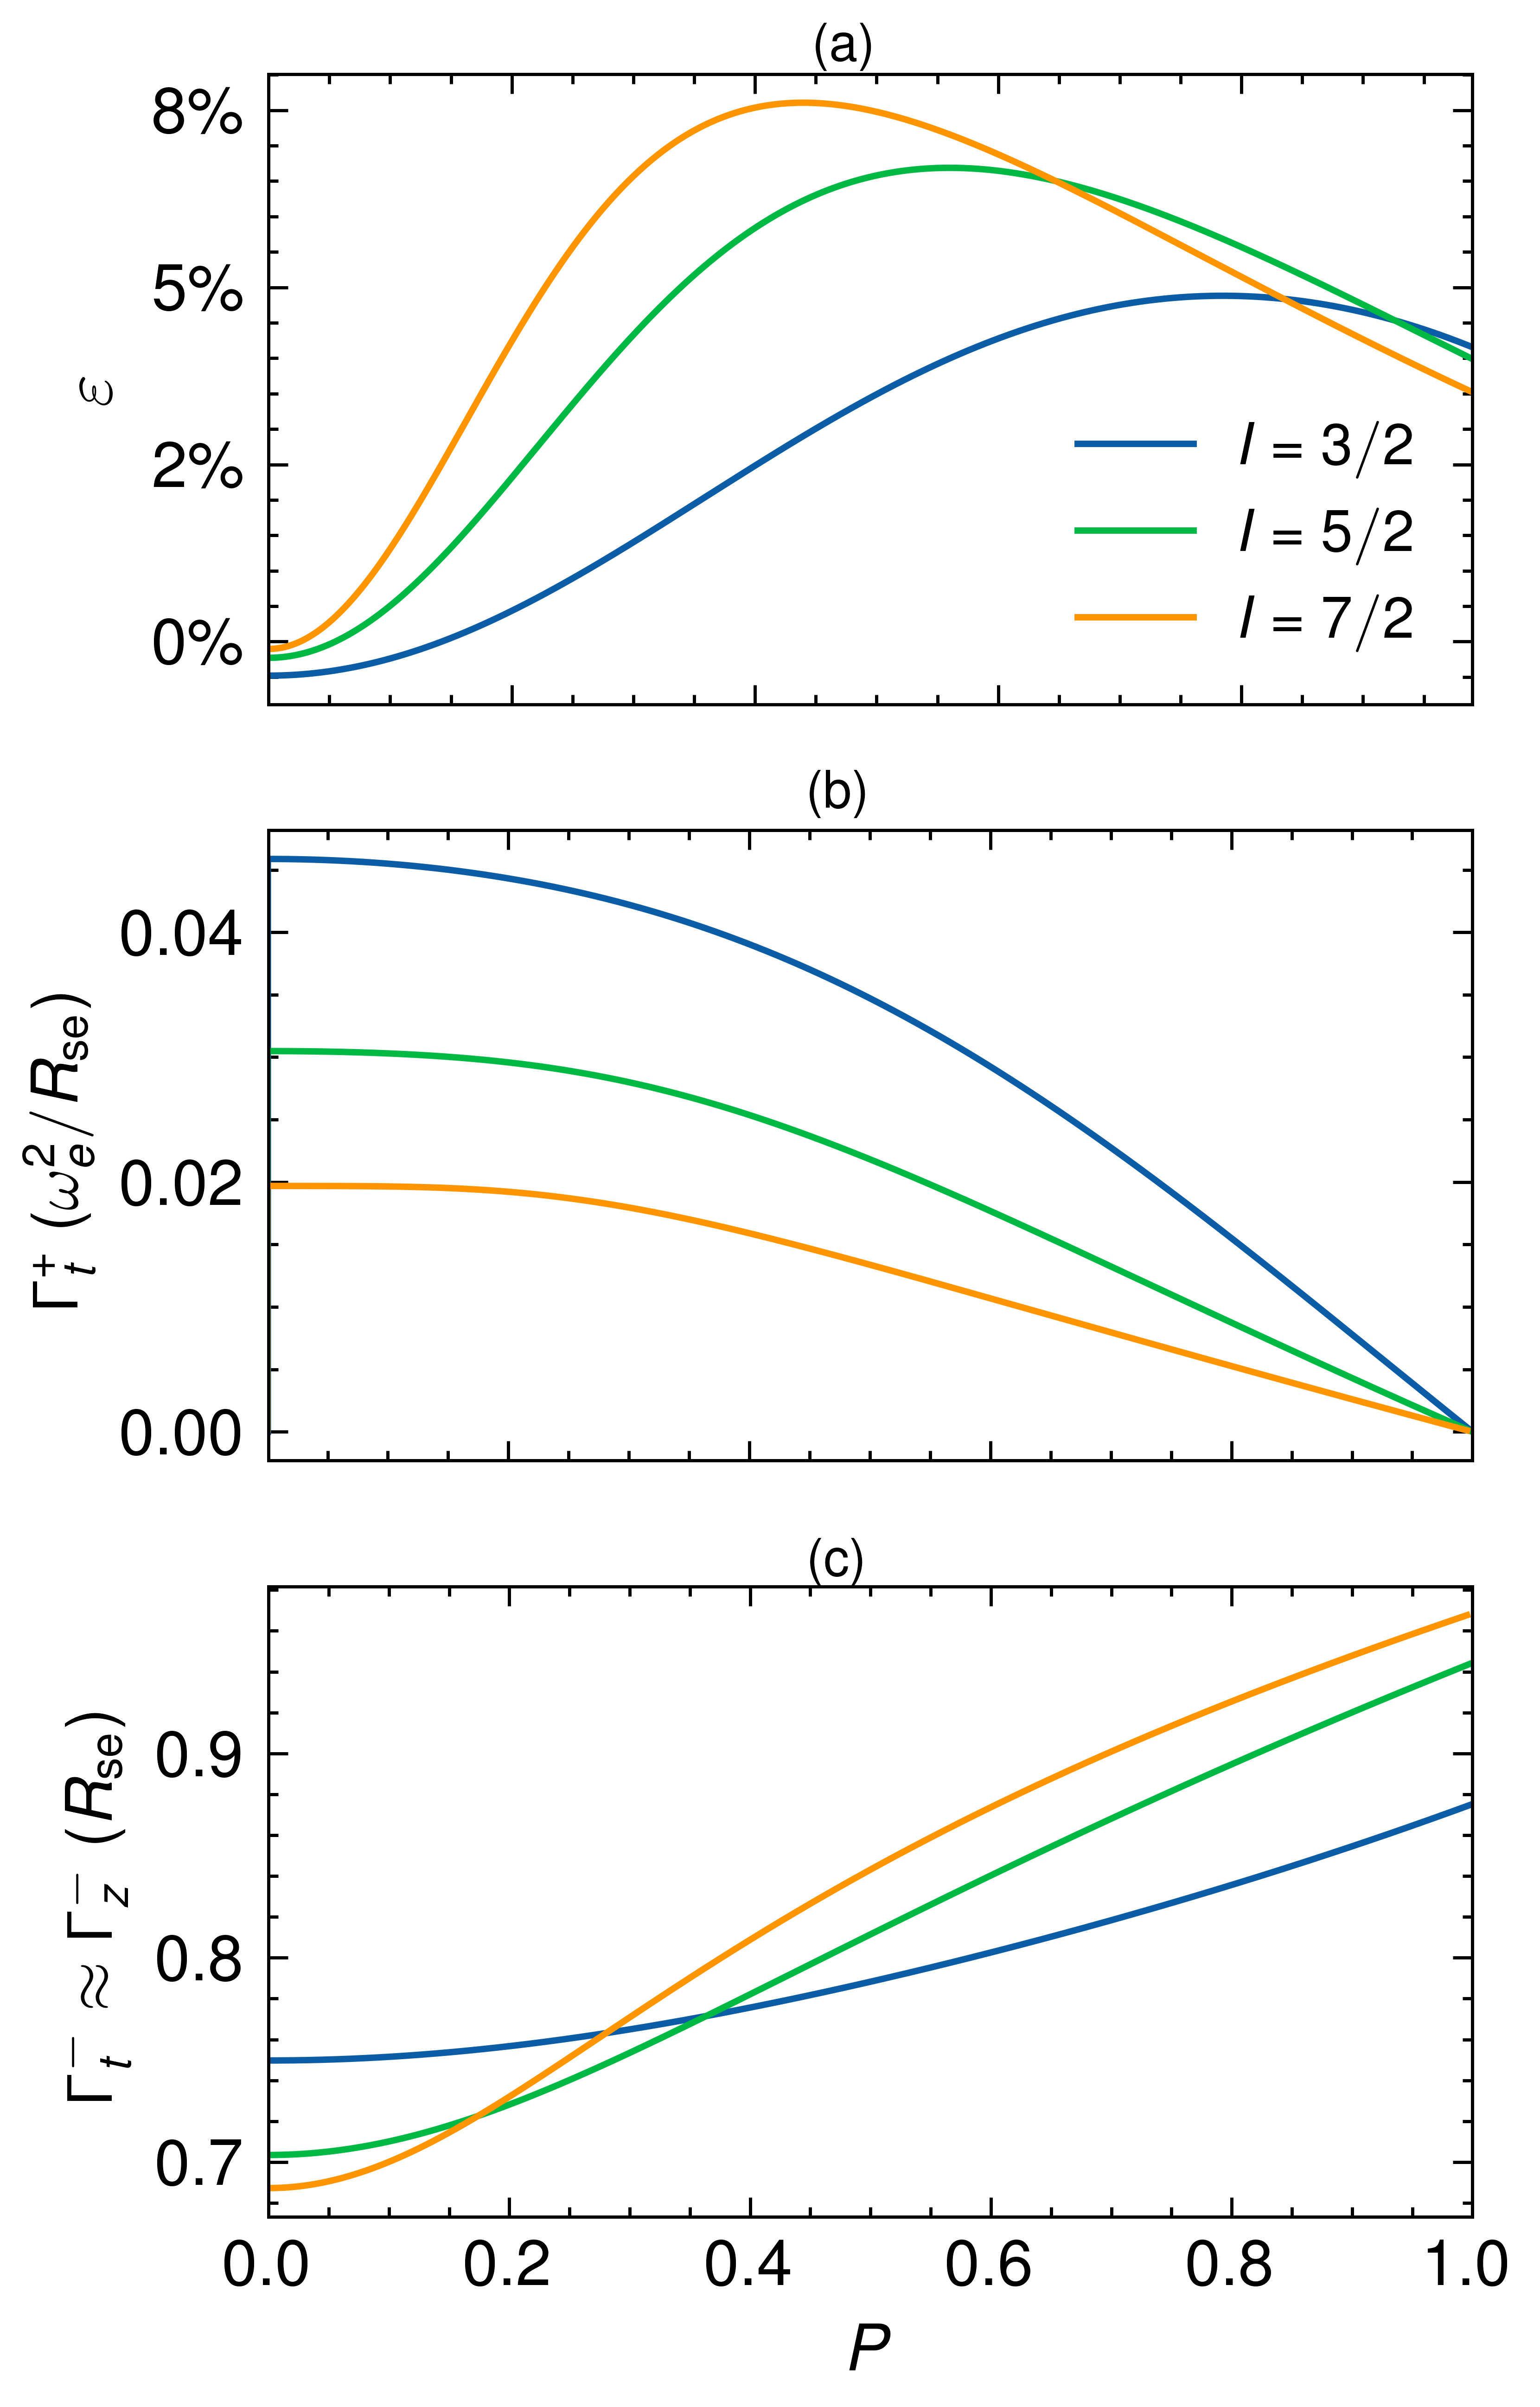 (a)
8%
5%
2%
0%
ε
I = 3/2
I = 5/2
I = 7/2
(b)
0.04
0.02
0.00
Γ_t^+ (ω_e^2/R_se)
(c)
0.9
0.8
0.7
Γ_t^− ≈ Γ_z^− (R_se)
0.0 0.2 0.4 0.6 0.8 1.0
P